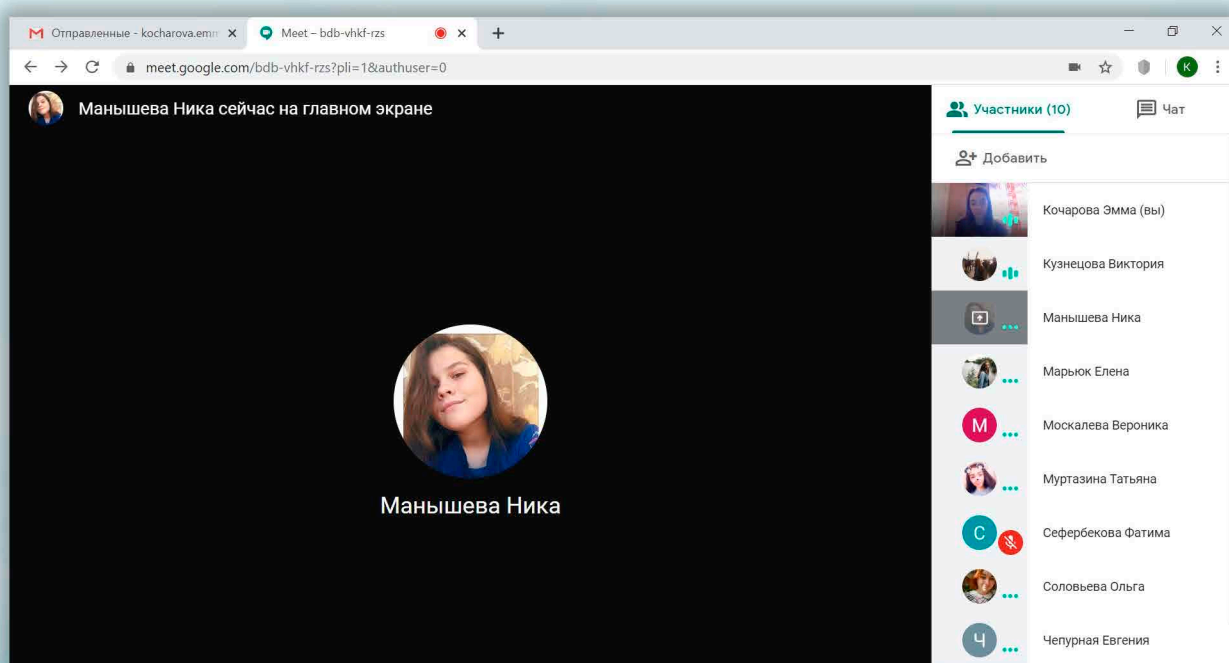 Отправленные - kocharova.emm
Meet – bdb-vhkf-rzs
meet.google.com/bdb-vhkf-rzs?pli=1&authuser=0
K
Манышева Ника сейчас на главном экране
Участники (10)
Чат
Добавить
Кочарова Эмма (вы)
Кузнецова Виктория
Манышева Ника
Марьюк Елена
М
Москалева Вероника
Муртазина Татьяна
С
Сефербекова Фатима
Соловьева Ольга
Ч
Чепурная Евгения
Манышева Ника